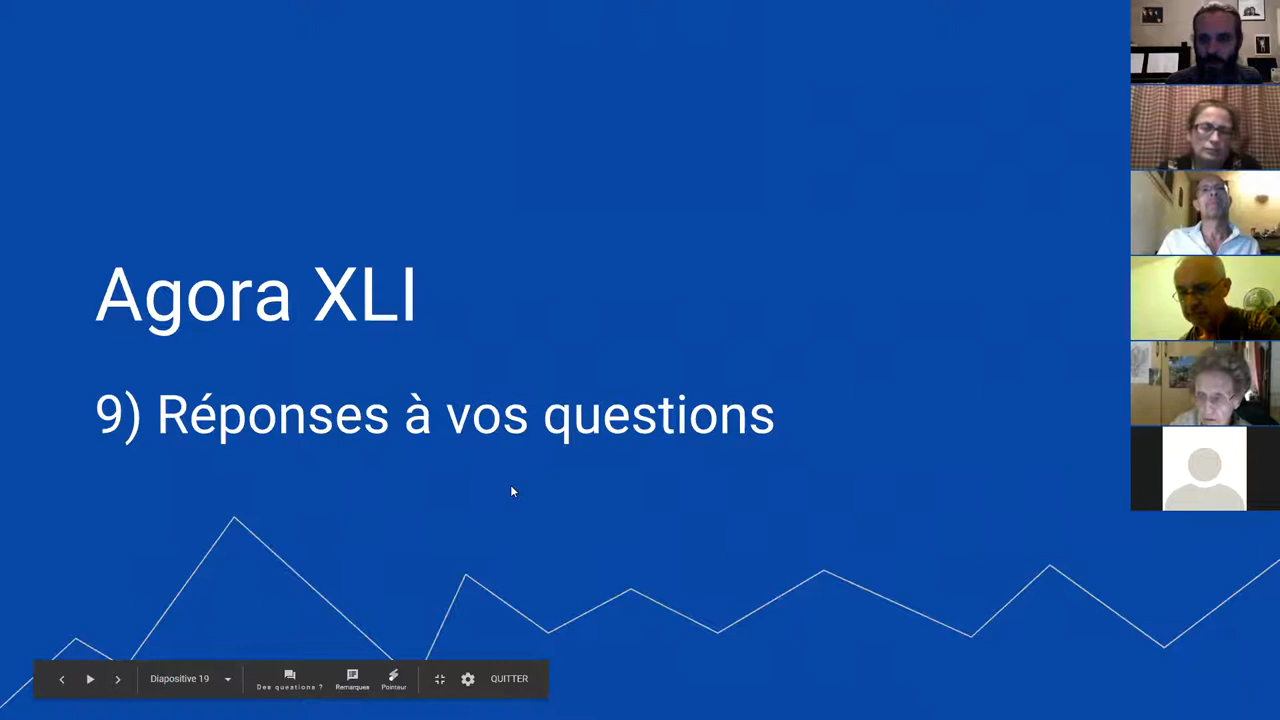 Agora XLI
9) Réponses à vos questions
Diapositive 19
Des questions ?
Remarques
Pointeur
QUITTER